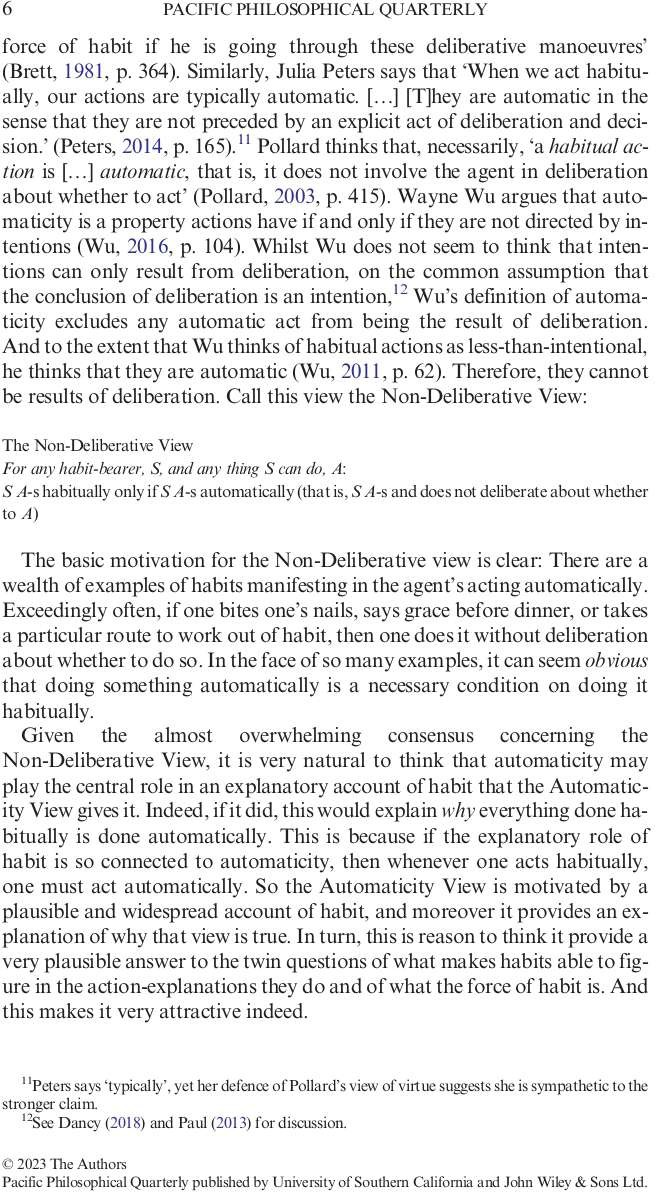 6 PACIFIC PHILOSOPHICAL QUARTERLY
force of habit if he is going through these deliberative manoeuvres’
(Brett, 1981, p. 364). Similarly, Julia Peters says that ‘When we act habitu-
ally, our actions are typically automatic. […] [T]hey are automatic in the
sense that they are not preceded by an explicit act of deliberation and deci-
sion.’ (Peters, 2014, p. 165).11 Pollard thinks that, necessarily, ‘a habitual ac-
tion is […] automatic, that is, it does not involve the agent in deliberation
about whether to act’ (Pollard, 2003, p. 415). Wayne Wu argues that auto-
maticity is a property actions have if and only if they are not directed by in-
tentions (Wu, 2016, p. 104). Whilst Wu does not seem to think that inten-
tions can only result from deliberation, on the common assumption that
the conclusion of deliberation is an intention,12 Wu’s definition of automa-
ticity excludes any automatic act from being the result of deliberation.
And to the extent that Wu thinks of habitual actions as less-than-intentional,
he thinks that they are automatic (Wu, 2011, p. 62). Therefore, they cannot
be results of deliberation. Call this view the Non-Deliberative View:
The Non-Deliberative View
For any habit-bearer, S, and any thing S can do, A:
S A-s habitually only if S A-s automatically (that is, S A-s and does not deliberate about whether
to A)
The basic motivation for the Non-Deliberative view is clear: There are a
wealth of examples of habits manifesting in the agent’s acting automatically.
Exceedingly often, if one bites one’s nails, says grace before dinner, or takes
a particular route to work out of habit, then one does it without deliberation
about whether to do so. In the face of so many examples, it can seem obvious
that doing something automatically is a necessary condition on doing it
habitually.
Given the almost overwhelming consensus concerning the
Non-Deliberative View, it is very natural to think that automaticity may
play the central role in an explanatory account of habit that the Automatic-
ity View gives it. Indeed, if it did, this would explain why everything done ha-
bitually is done automatically. This is because if the explanatory role of
habit is so connected to automaticity, then whenever one acts habitually,
one must act automatically. So the Automaticity View is motivated by a
plausible and widespread account of habit, and moreover it provides an ex-
planation of why that view is true. In turn, this is reason to think it provide a
very plausible answer to the twin questions of what makes habits able to fig-
ure in the action-explanations they do and of what the force of habit is. And
this makes it very attractive indeed.
11Peters says ‘typically’, yet her defence of Pollard’s view of virtue suggests she is sympathetic to the
stronger claim.
12See Dancy (2018) and Paul (2013) for discussion.
© 2023 The Authors
Pacific Philosophical Quarterly published by University of Southern California and John Wiley & Sons Ltd.